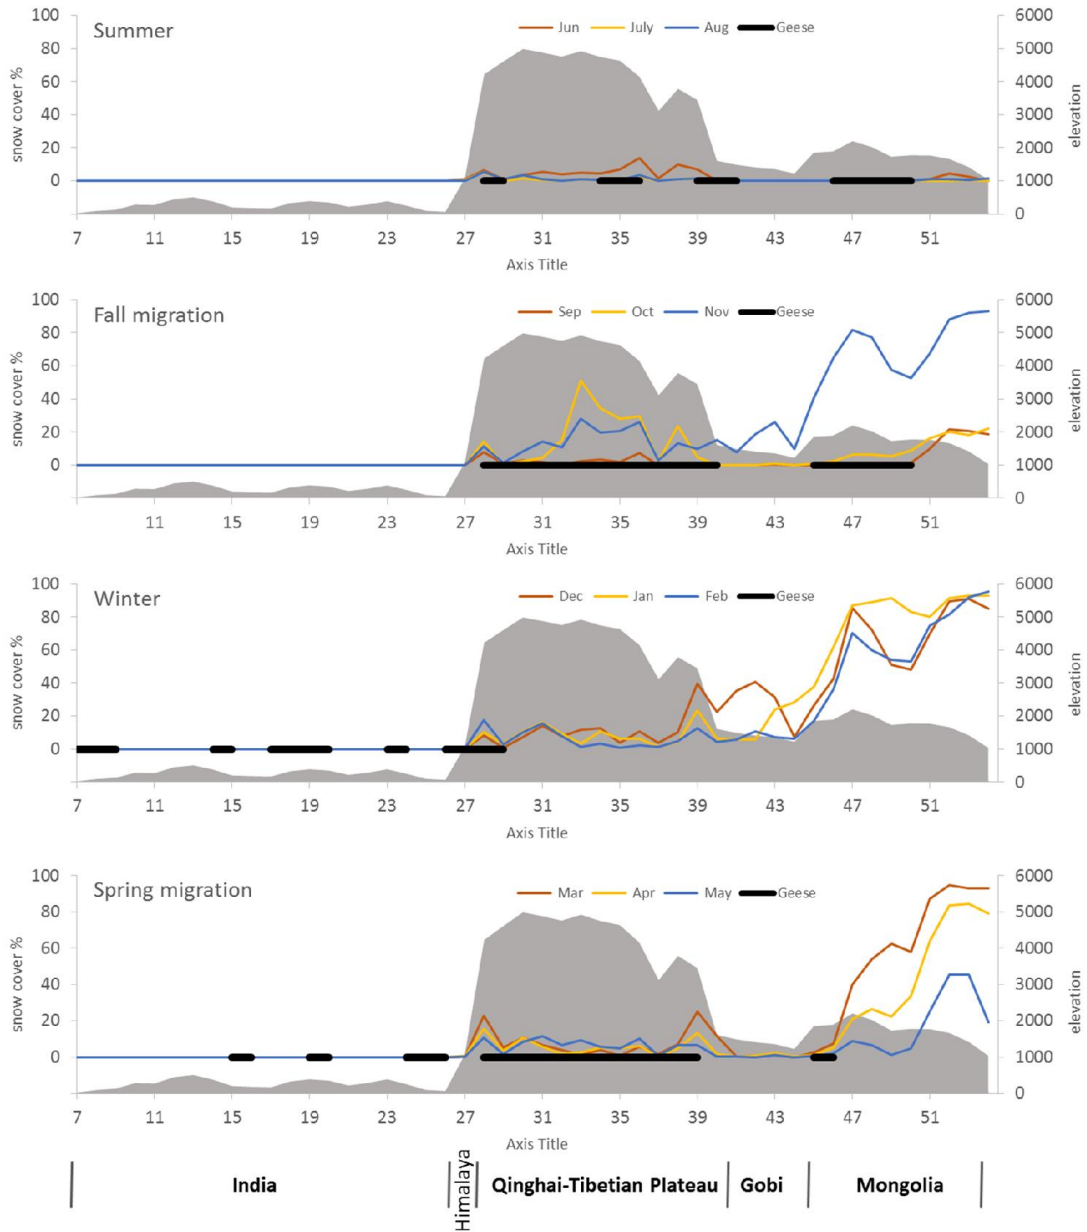 Summer
Jun July Aug Geese
snow cover %
100
80
60
40
20
0
6000
5000
4000
3000
2000
1000
0
elevation
7 11 15 19 23 27 31 35 39 43 47 51
Axis Title
Fall migration
Sep Oct Nov Geese
snow cover %
100
80
60
40
20
0
6000
5000
4000
3000
2000
1000
0
elevation
11 15 19 23 27 31 35 39 43 47 51
Axis Title
Winter
Dec Jan Feb Geese
snow cover %
100
80
60
40
20
0
6000
5000
4000
3000
2000
1000
0
elevation
7 11 15 19 23 27 31 35 39 43 47 51
Axis Title
Spring migration
Mar Apr May Geese
snow cover %
100
80
60
40
20
0
6000
5000
4000
3000
2000
1000
0
elevation
7 11 15 19 23 27 31 35 39 43 47 51
Axis Title
India Himalaya Qinghai-Tibetian Plateau Gobi Mongolia